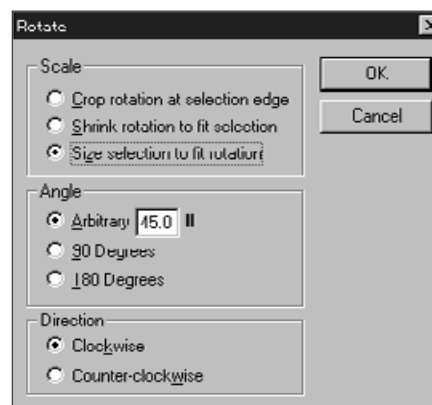 Rotate
Scale
Crop rotation at selection edge
Shrink rotation to fit selection
Size selection to fit rotation
OK
Cancel
Angle
Arbitrary 45.0
90 Degrees
180 Degrees
Direction
Clockwise
Counter-clockwise